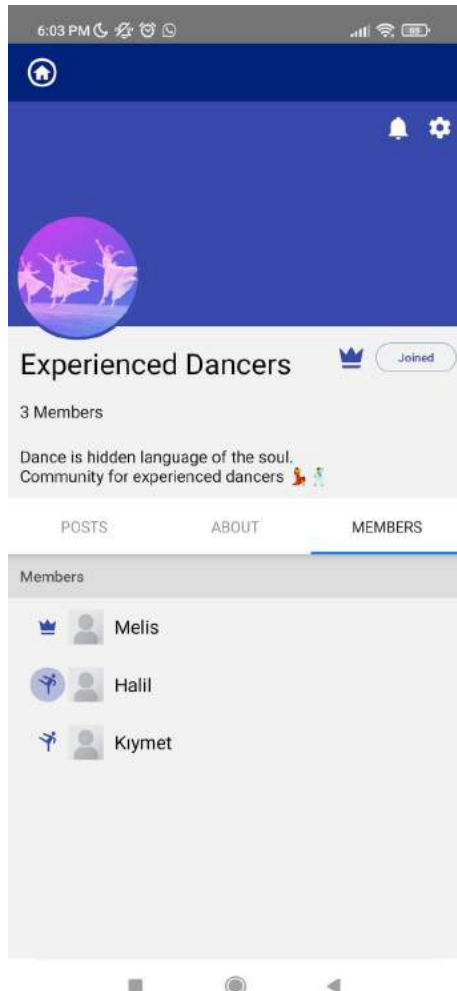 6:03 PM
65
Experienced Dancers
Joined
3 Members
Dance is hidden language of the soul.
Community for experienced dancers 💃🕺
POSTS ABOUT MEMBERS
Members
Melis
Halil
Kıymet